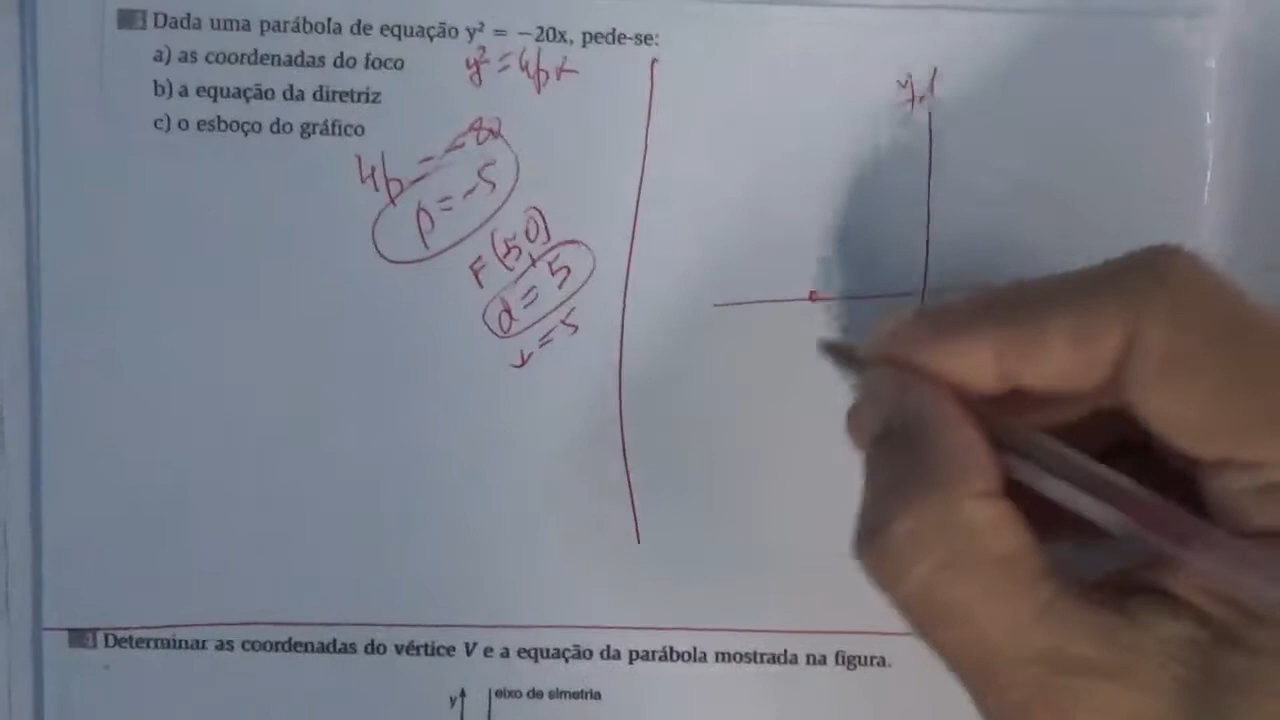 Dada uma parábola de equação y² = −20x, pede-se:
a) as coordenadas do foco
b) a equação da diretriz
c) o esboço do gráfico
y² = 4px
4p = -20
p = -5
F (-5,0)
d = 5
x = 5
y
Determinar as coordenadas do vértice V e a equação da parábola mostrada na figura.
y eixo de simetria